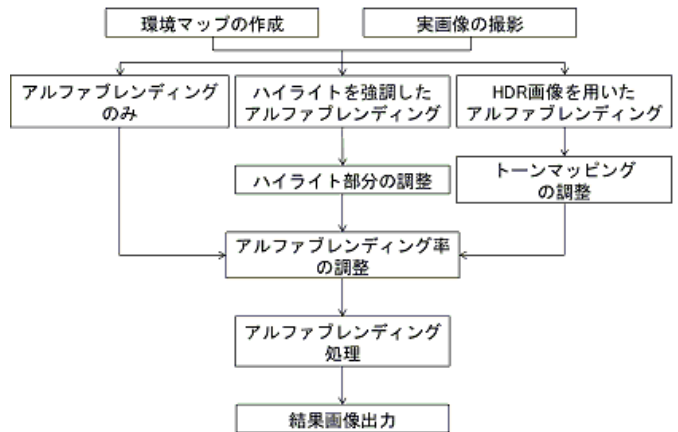 環境マップの作成
実画像の撮影
アルファブレンディング
のみ
ハイライトを強調した
アルファブレンディング
HDR画像を用いた
アルファブレンディング
ハイライト部分の調整
トーンマッピング
の調整
アルファブレンディング率
の調整
アルファブレンディング
処理
結果画像出力